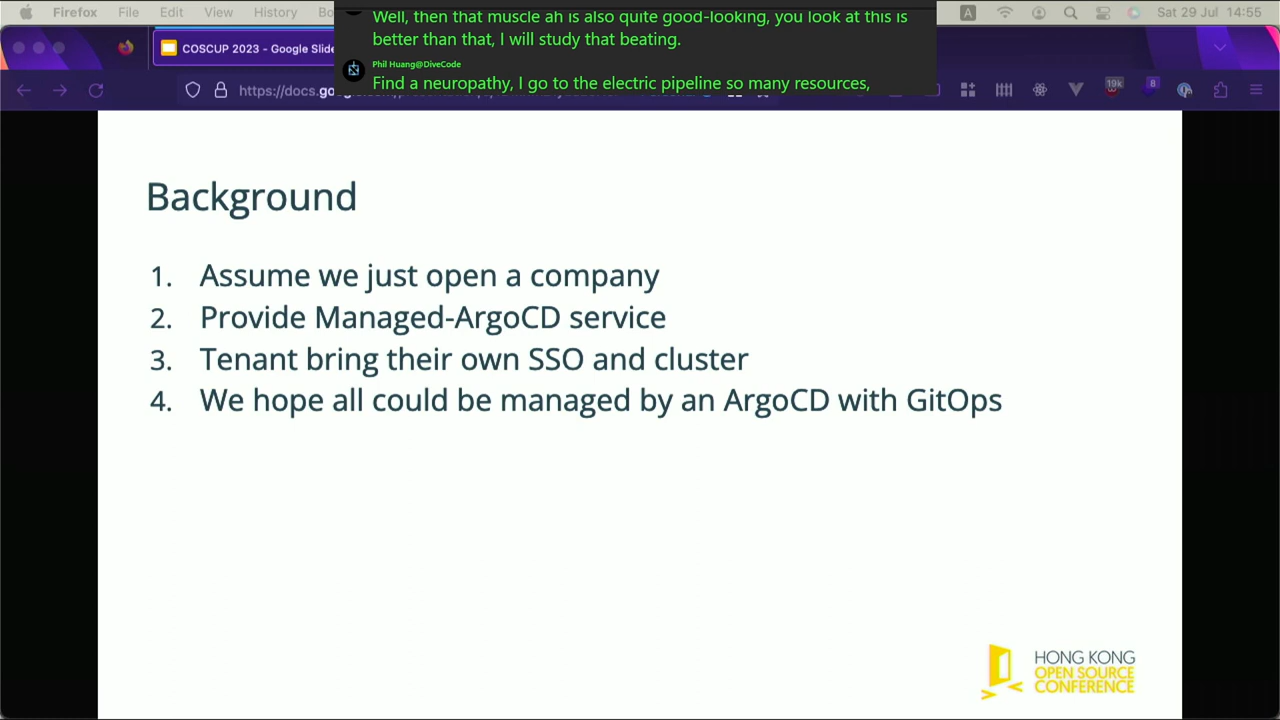 Firefox File Edit View History
Well, then that muscle ah is also quite good-looking, you look at this is
better than that, I will study that beating.
Phil Huang@DiveCode
Find a neuropathy, I go to the electric pipeline so many resources,
A
Sat 29 Jul 14:55
COSCUP 2023 - Google Slide
https://docs.go
19k
8
Background
1. Assume we just open a company
2. Provide Managed-ArgoCD service
3. Tenant bring their own SSO and cluster
4. We hope all could be managed by an ArgoCD with GitOps
HONG KONG
OPEN SOURCE
CONFERENCE